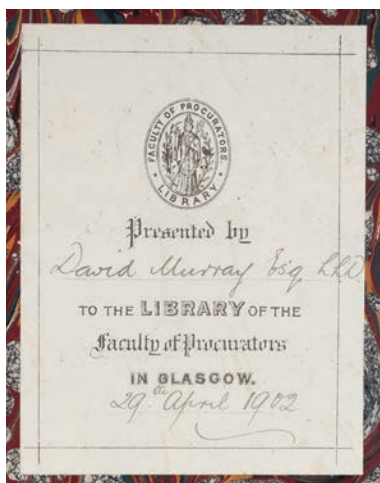 FACULTY OF PROCURATORS
LIBRARY
Presented by
David Murray Esq LLD
TO THE LIBRARY OF THE
Faculty of Procurators
IN GLASGOW.
29th April 1902